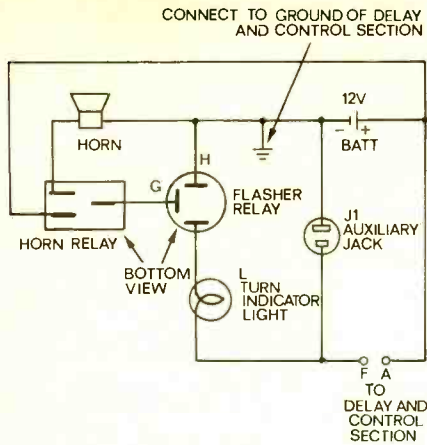 CONNECT TO GROUND OF DELAY
AND CONTROL SECTION
12V
- +
BATT
HORN
H
G
FLASHER
RELAY
J1
AUXILIARY
JACK
HORN RELAY
BOTTOM
VIEW
L
TURN
INDICATOR
LIGHT
F A
TO
DELAY AND
CONTROL
SECTION